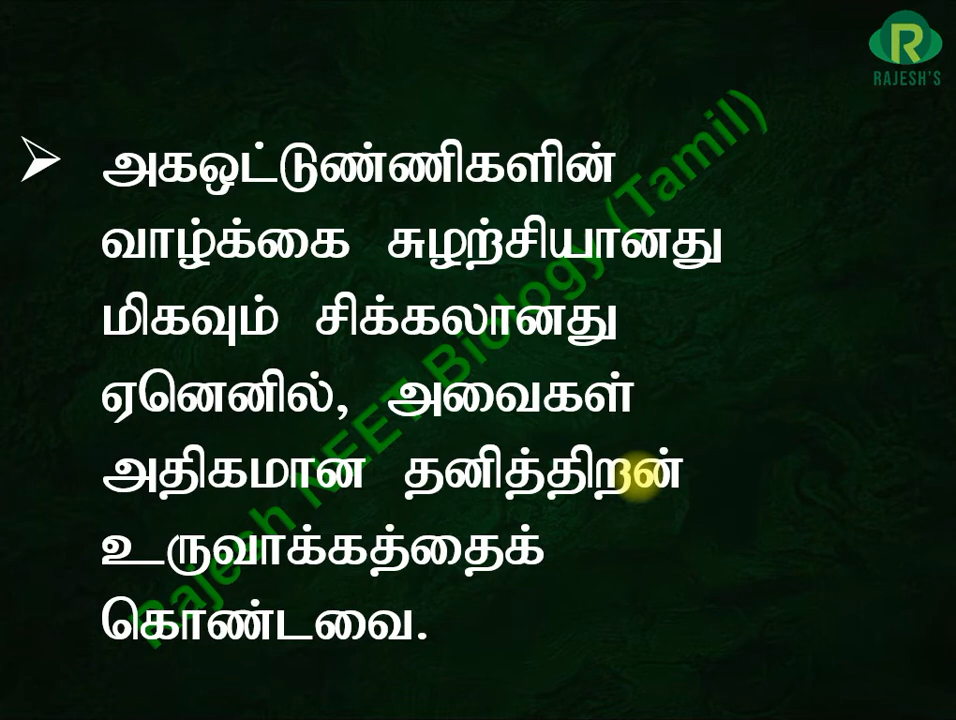 R
RAJESH'S
➤ அகஒட்டுண்ணிகளின்
வாழ்க்கை சுழற்சியானது
மிகவும் சிக்கலானது
ஏனெனில், அவைகள்
அதிகமான தனித்திறன்
உருவாக்கத்தைக்
கொண்டவை.
Rajesh NEET Biology (Tamil)